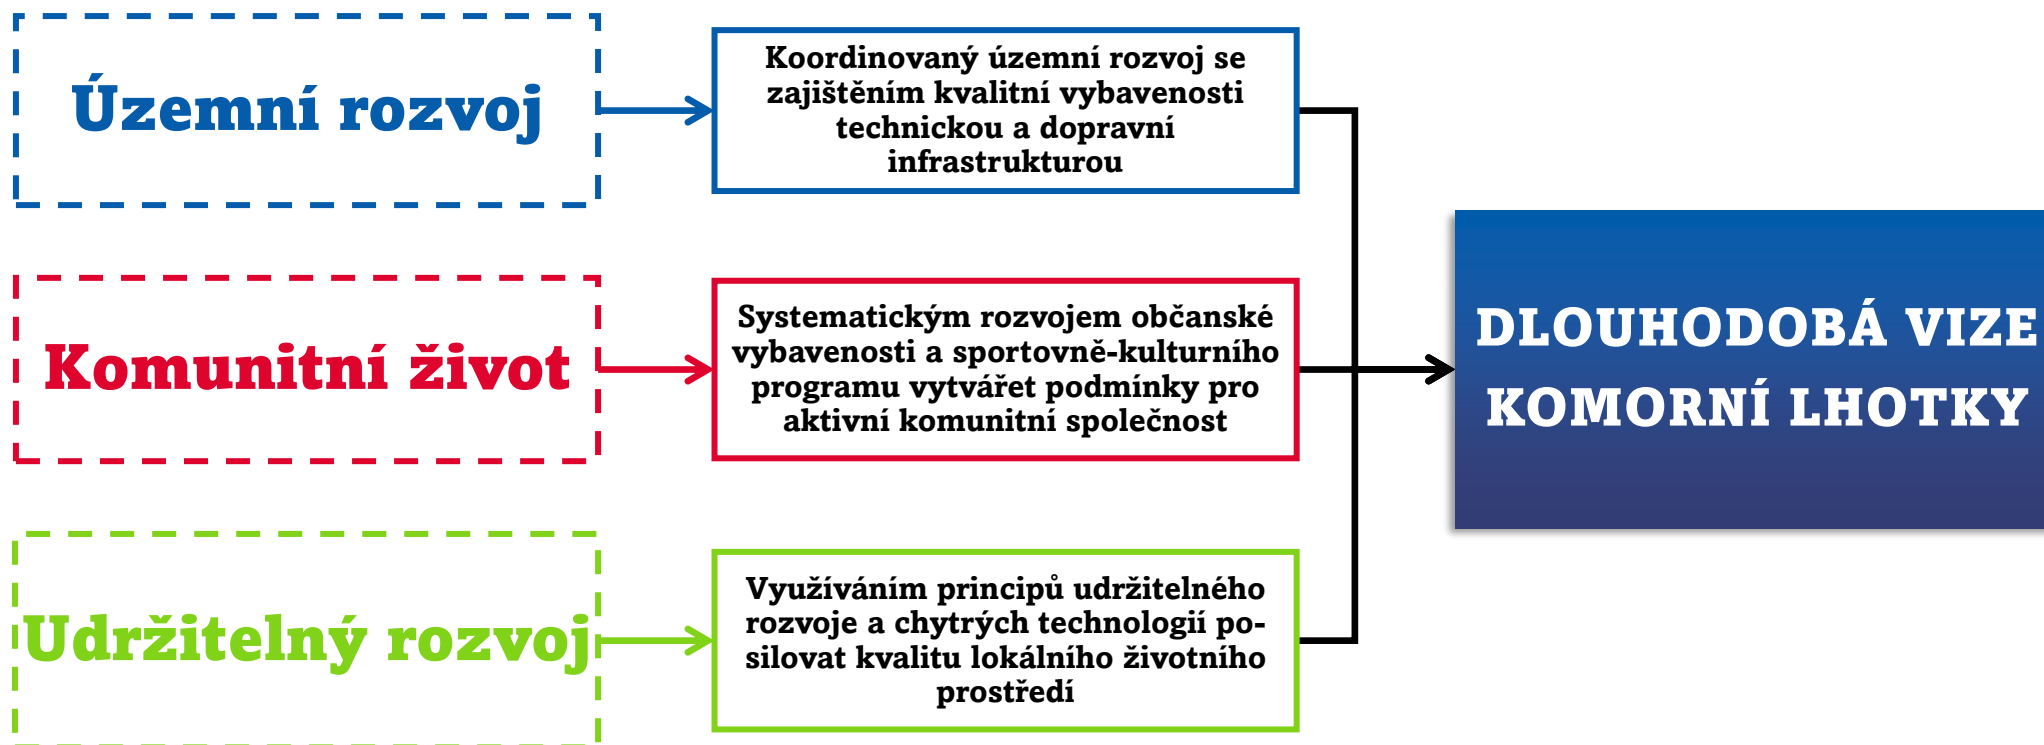 Územní rozvoj
Koordinovaný územní rozvoj se
zajištěním kvalitní vybavenosti
technickou a dopravní
infrastrukturou
Komunitní život
Systematickým rozvojem občanské
vybavenosti a sportovně-kulturního
programu vytvářet podmínky pro
aktivní komunitní společnost
Udržitelný rozvoj
Využíváním principů udržitelného
rozvoje a chytrých technologií po-
silovat kvalitu lokálního životního
prostředí
DLOUHODOBÁ VIZE
KOMORNÍ LHOTKY